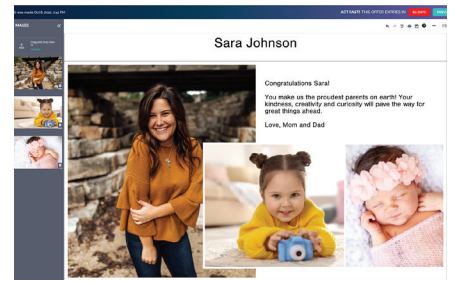 ACT FAST! THIS OFFER EXPIRES IN
IMAGES
Sara Johnson
Congratulations Sara!
You make us the proudest parents on earth! Your
kindness, creativity and curiosity will pave the way for
great things ahead.
Love, Mom and Dad